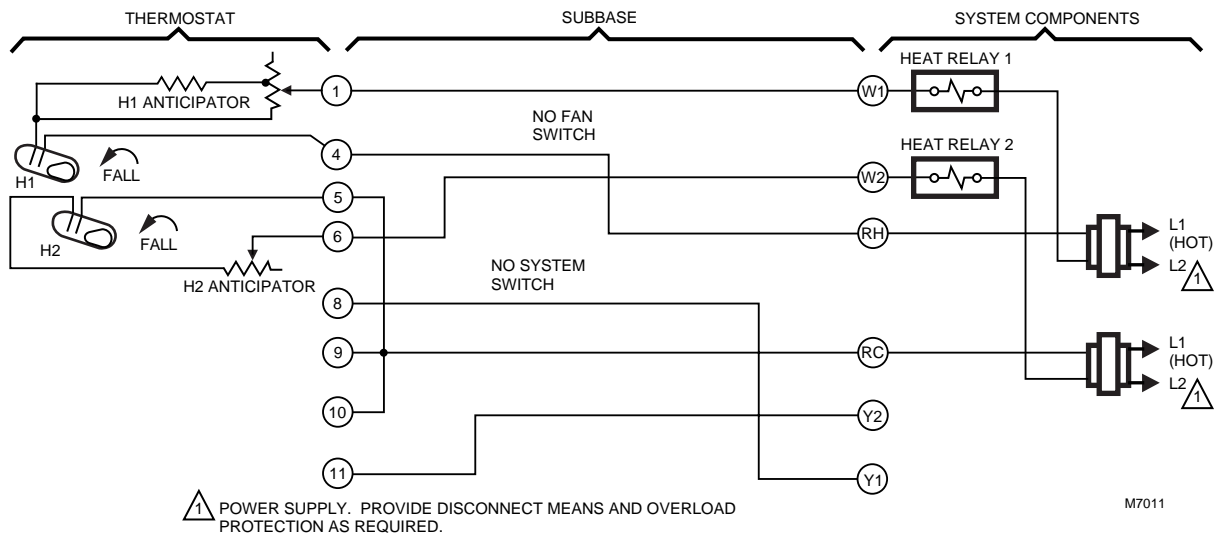 THERMOSTAT
SUBBASE
SYSTEM COMPONENTS
HEAT RELAY 1
H1 ANTICIPATOR
1
W1
NO FAN
SWITCH
4
HEAT RELAY 2
H1
FALL
W2
5
H2
FALL
6
RH
L1
(HOT)
L2
1
NO SYSTEM
SWITCH
H2 ANTICIPATOR
8
9
RC
L1
(HOT)
L2
1
10
Y2
11
Y1
1 POWER SUPPLY. PROVIDE DISCONNECT MEANS AND OVERLOAD
PROTECTION AS REQUIRED.
M7011